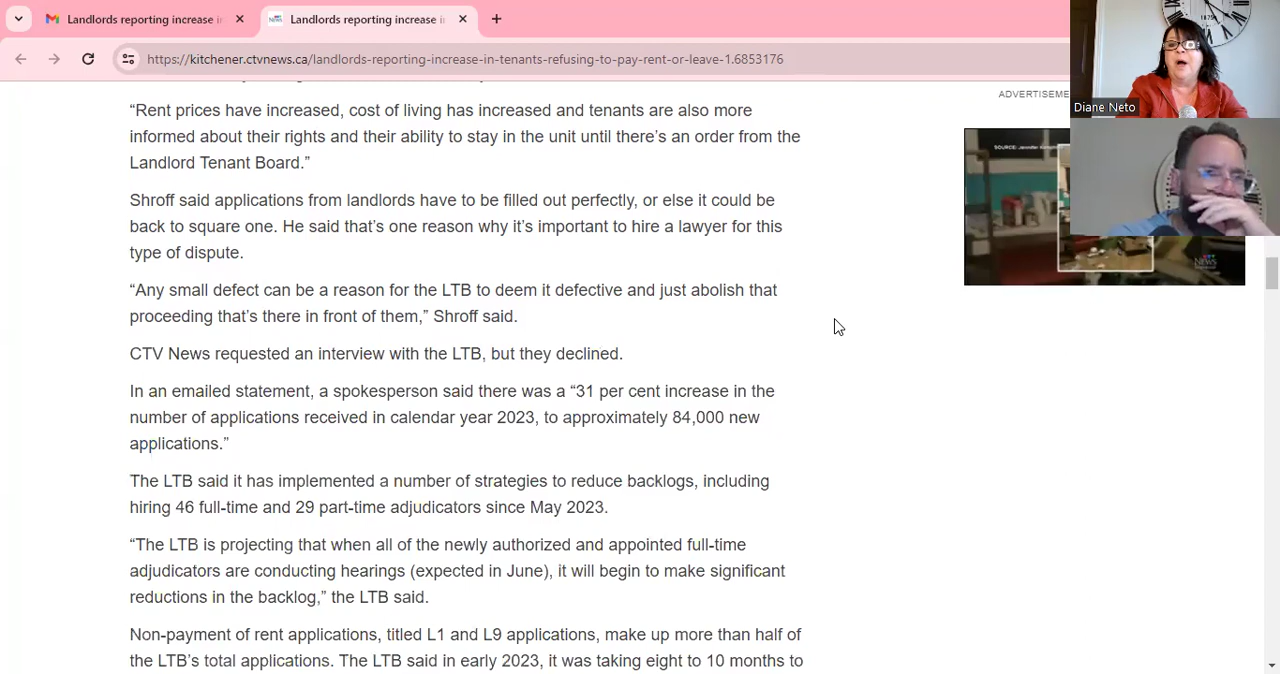 Landlords reporting increase i
Landlords reporting increase i
https://kitchener.ctvnews.ca/landlords-reporting-increase-in-tenants-refusing-to-pay-rent-or-leave-1.6853176
Diane Neto
ADVERTISEME
“Rent prices have increased, cost of living has increased and tenants are also more
informed about their rights and their ability to stay in the unit until there’s an order from the
Landlord Tenant Board.”
Shroff said applications from landlords have to be filled out perfectly, or else it could be
back to square one. He said that’s one reason why it’s important to hire a lawyer for this
type of dispute.
“Any small defect can be a reason for the LTB to deem it defective and just abolish that
proceeding that’s there in front of them,” Shroff said.
CTV News requested an interview with the LTB, but they declined.
In an emailed statement, a spokesperson said there was a “31 per cent increase in the
number of applications received in calendar year 2023, to approximately 84,000 new
applications.”
The LTB said it has implemented a number of strategies to reduce backlogs, including
hiring 46 full-time and 29 part-time adjudicators since May 2023.
“The LTB is projecting that when all of the newly authorized and appointed full-time
adjudicators are conducting hearings (expected in June), it will begin to make significant
reductions in the backlog,” the LTB said.
Non-payment of rent applications, titled L1 and L9 applications, make up more than half of
the LTB’s total applications. The LTB said in early 2023, it was taking eight to 10 months to